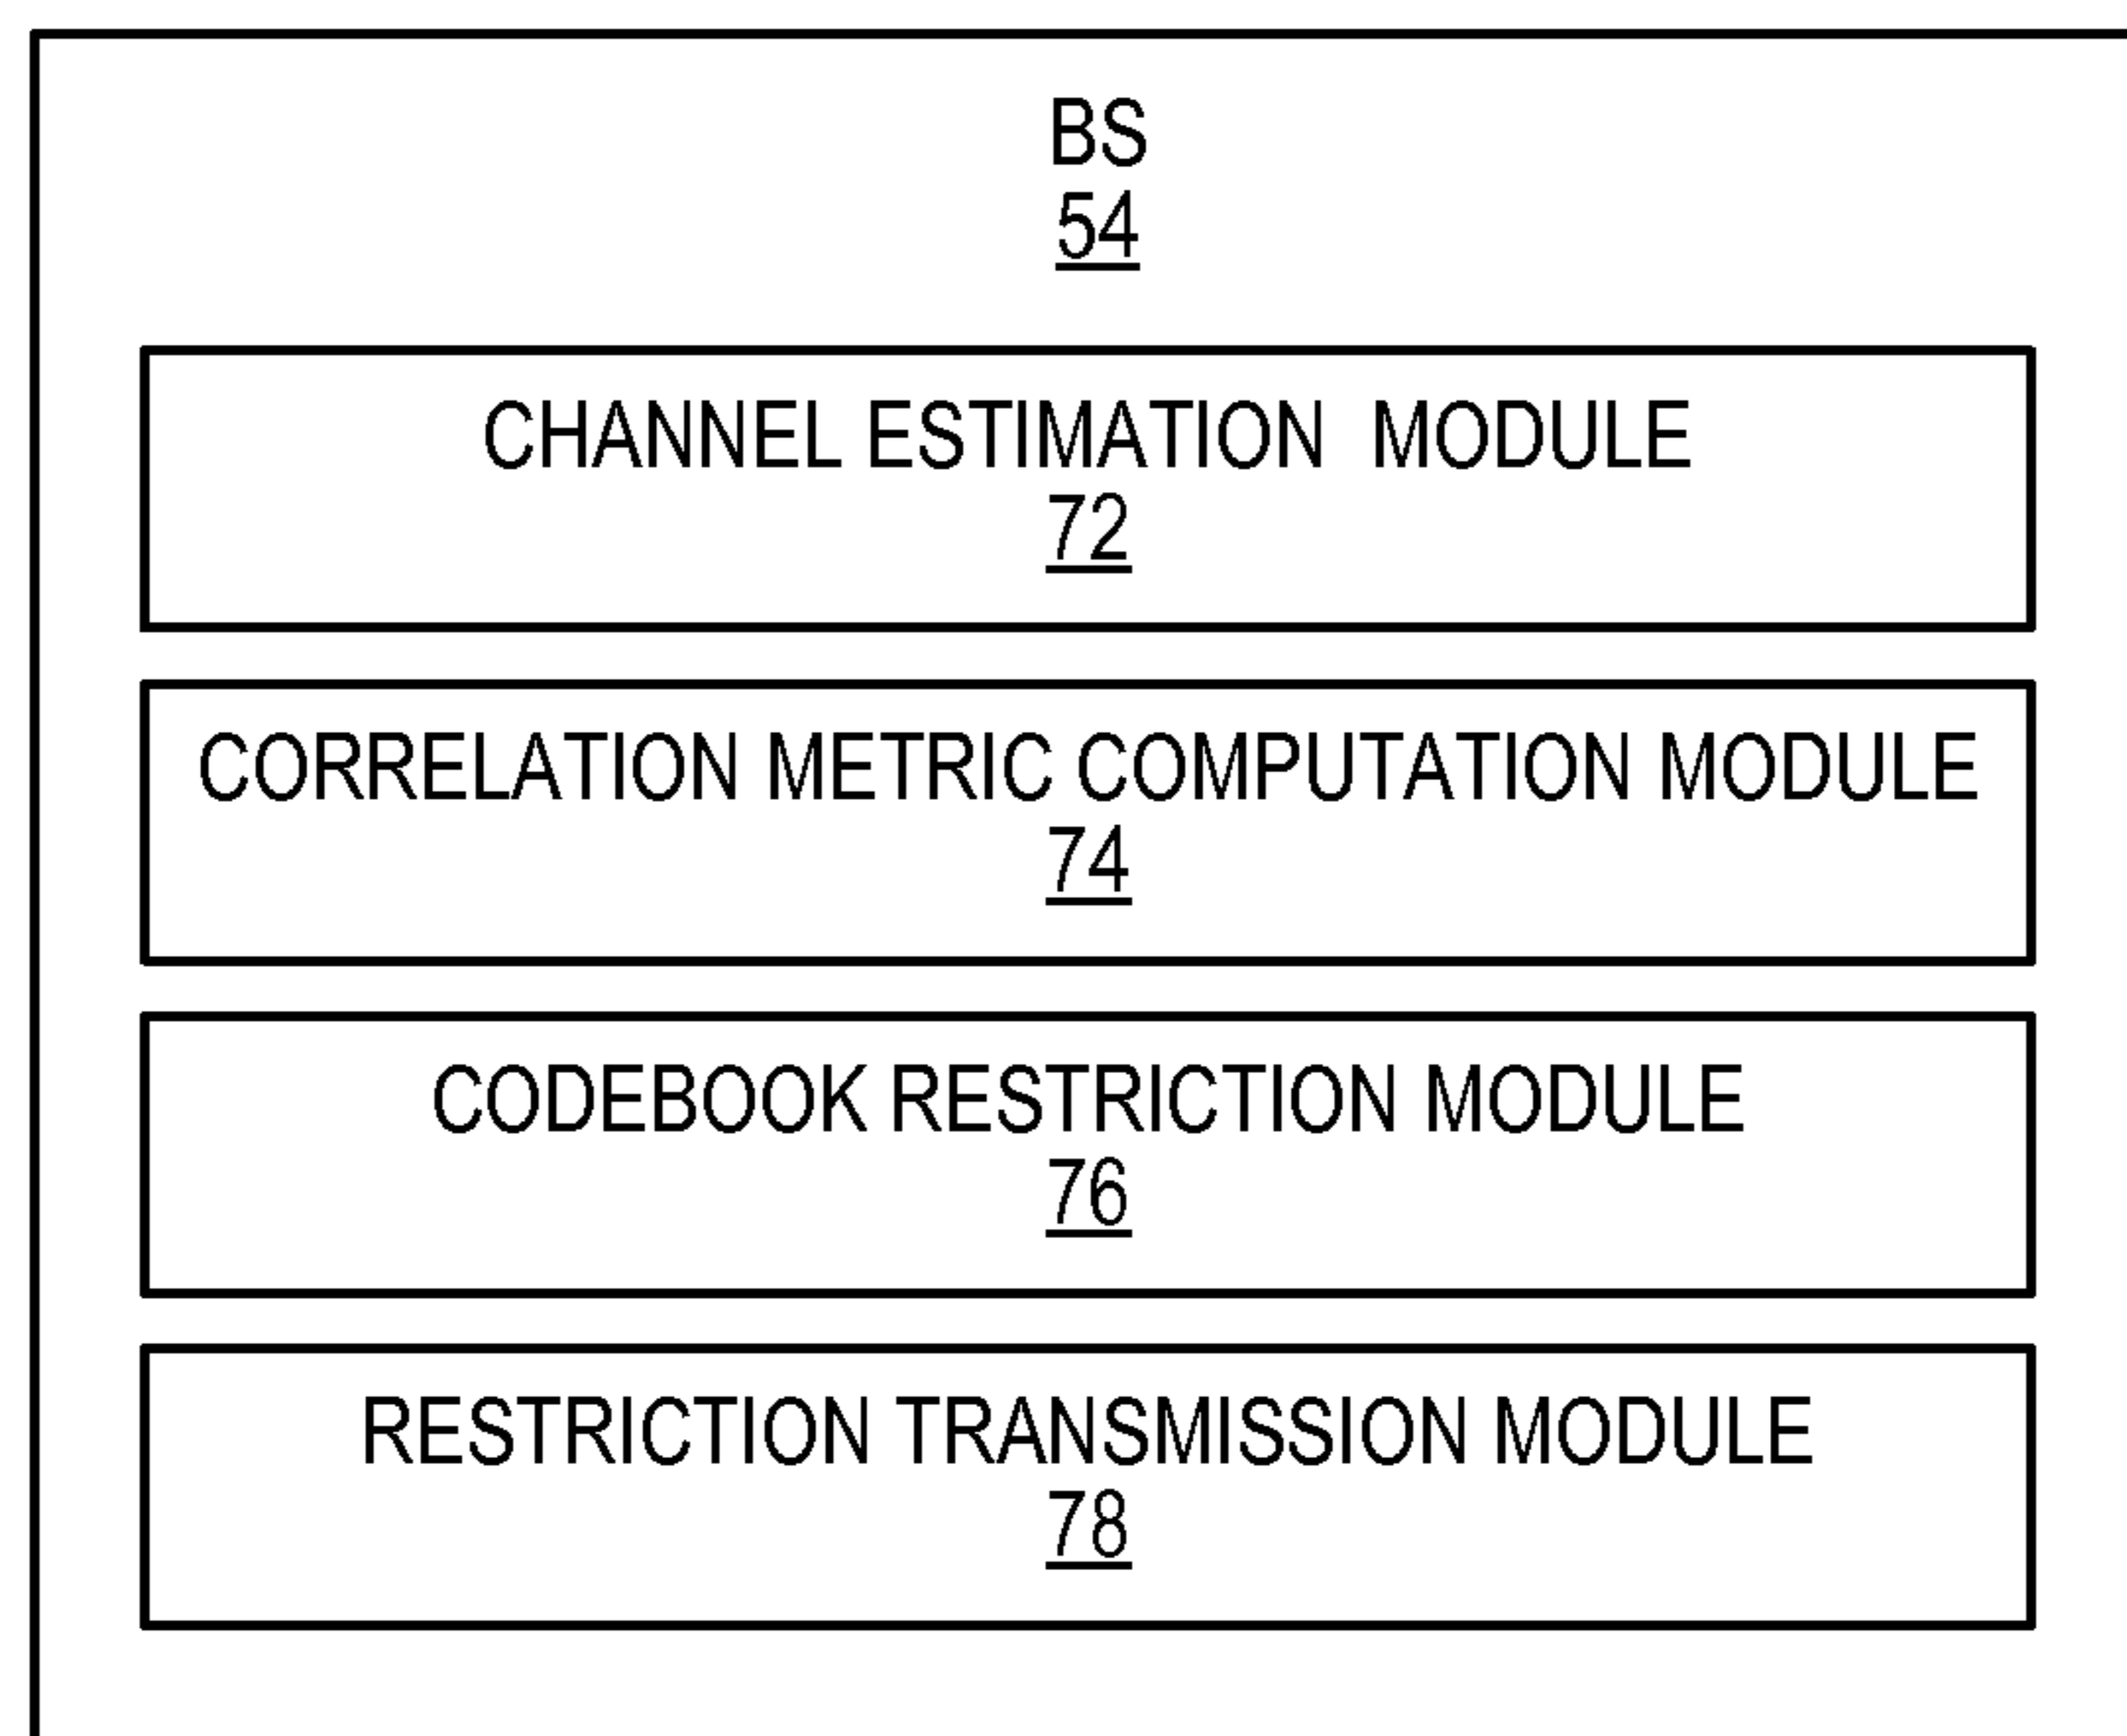 BS
54
CHANNEL ESTIMATION MODULE
72
CORRELATION METRIC COMPUTATION MODULE
74
CODEBOOK RESTRICTION MODULE
76
RESTRICTION TRANSMISSION MODULE
78